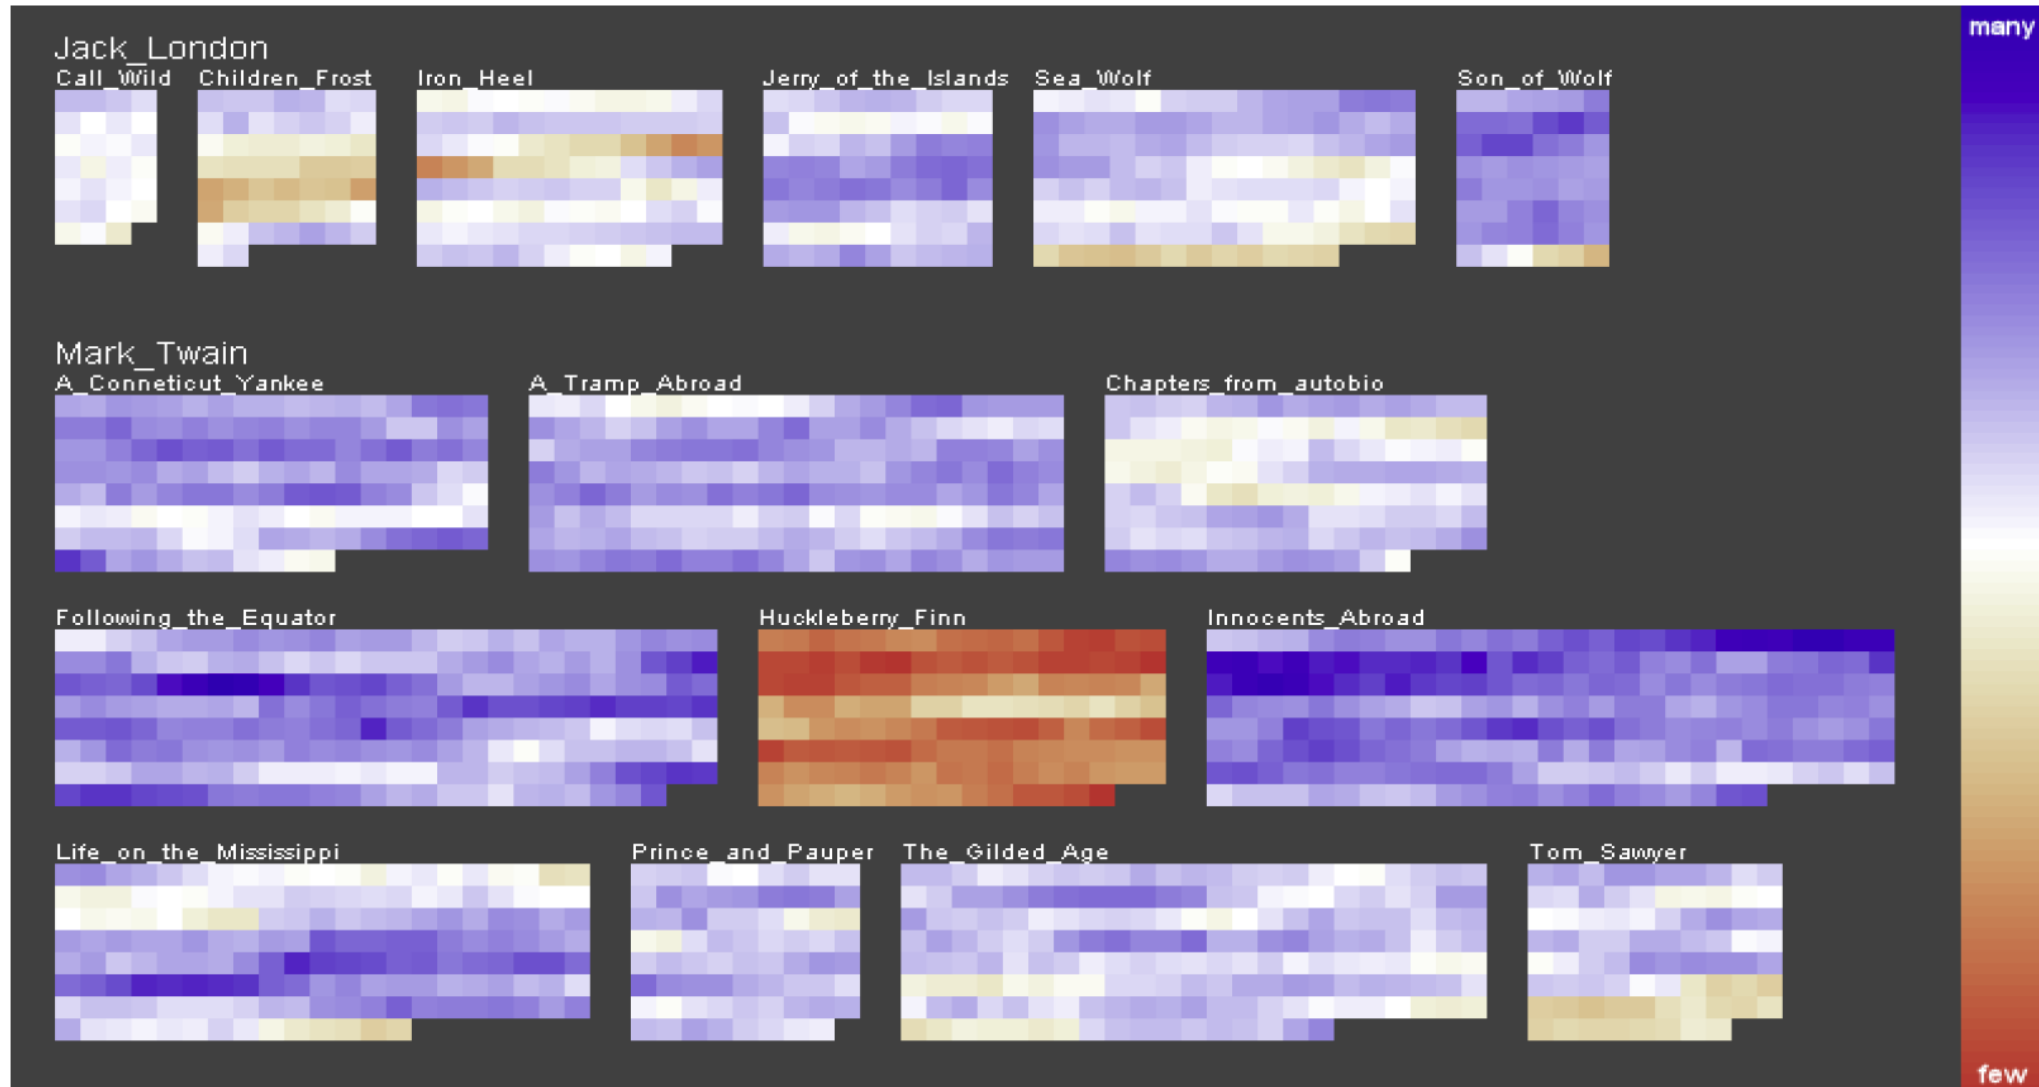 many
Jack_London
Call_Wild Children_Frost Iron_Heel Jerry_of_the_Islands Sea_Wolf Son_of_Wolf
Mark_Twain
A_Conneticut_Yankee A_Tramp_Abroad Chapters_from_autobio
Following_the_Equator Huckleberry_Finn Innocents_Abroad
Life_on_the_Mississippi Prince_and_Pauper The_Gilded_Age Tom_Sawyer
few